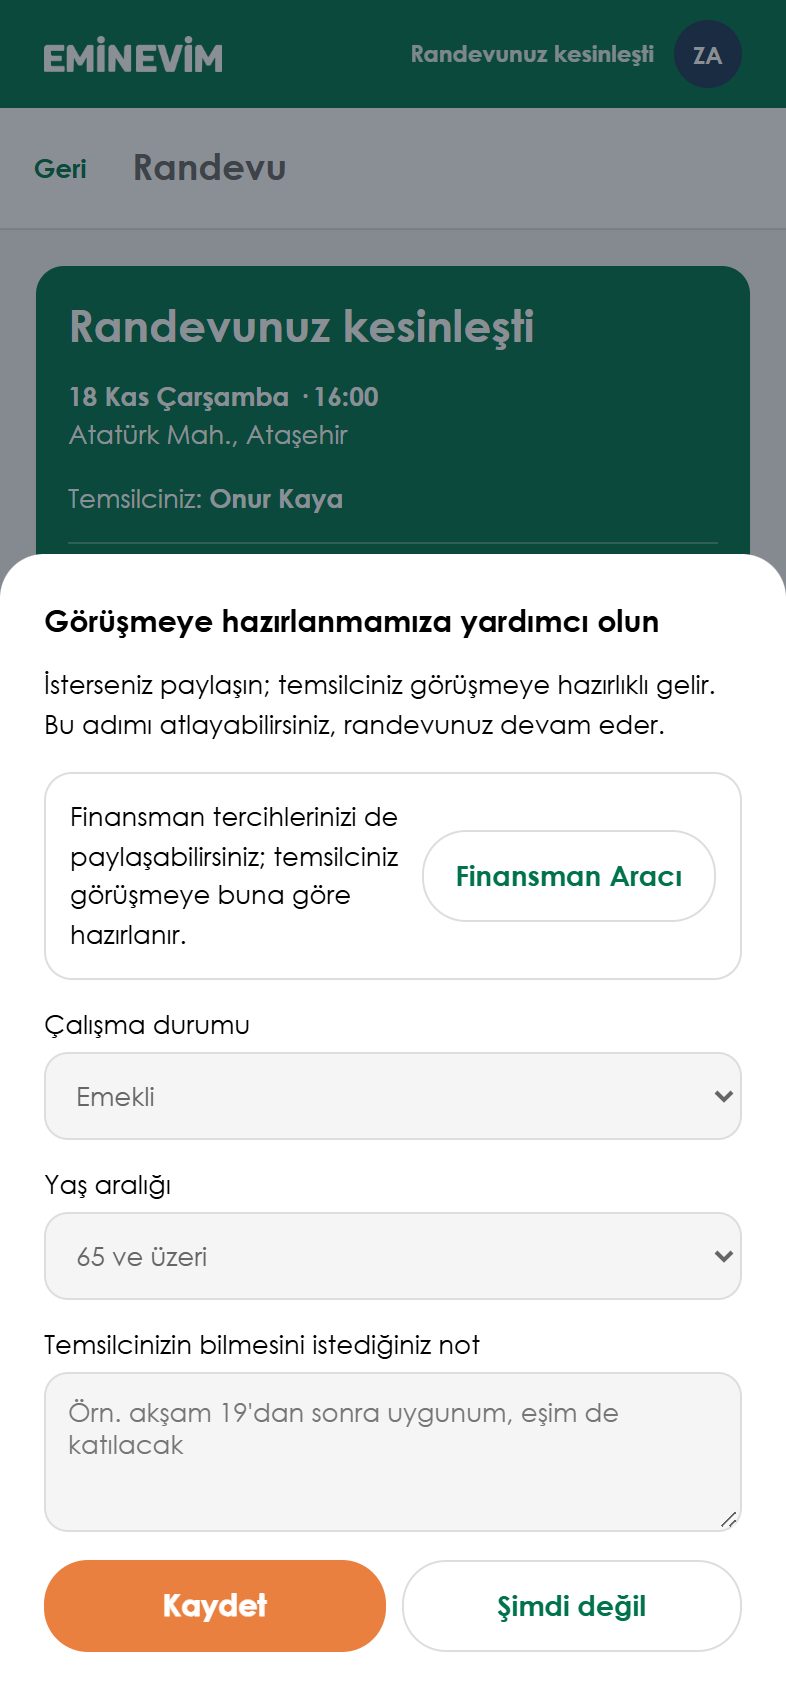 EMİNEVİM
Randevunuz kesinleşti
ZA
Geri
Randevu
Randevunuz kesinleşti
18 Kas Çarşamba · 16:00
Atatürk Mah., Ataşehir
Temsilciniz: Onur Kaya
Görüşmeye hazırlanmamıza yardımcı olun
İsterseniz paylaşın; temsilciniz görüşmeye hazırlıklı gelir.
Bu adımı atlayabilirsiniz, randevunuz devam eder.
Finansman tercihlerinizi de
paylaşabilirsiniz; temsilciniz
görüşmeye buna göre
hazırlanır.
Finansman Aracı
Çalışma durumu
Emekli
Yaş aralığı
65 ve üzeri
Temsilcinizin bilmesini istediğiniz not
Örn. akşam 19'dan sonra uygunum, eşim de
katılacak
Kaydet
Şimdi değil